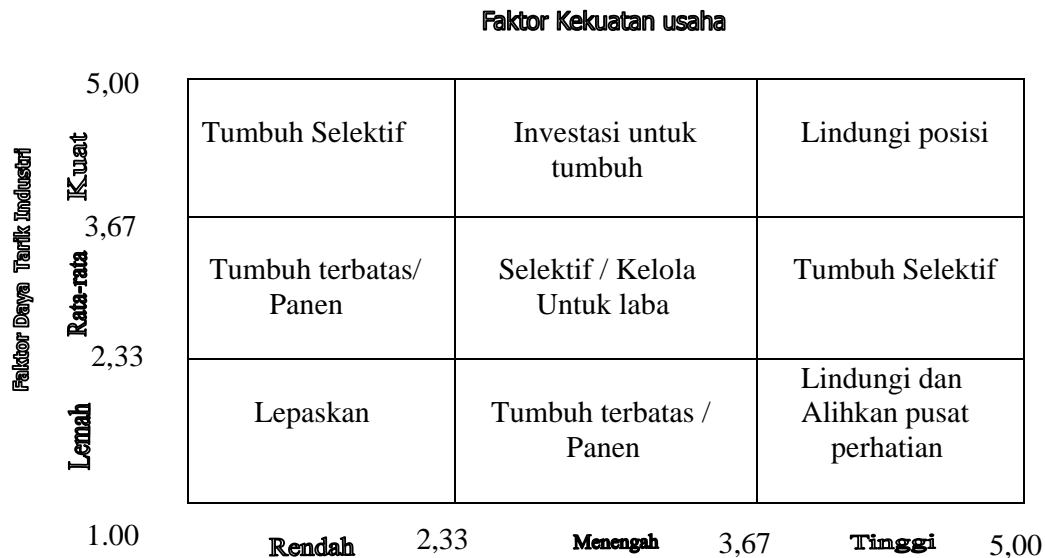 Faktor Kekuatan usaha
Faktor Daya Tarik Industri
5,00
Kuat
Tumbuh Selektif
Investasi untuk
tumbuh
Lindungi posisi
3,67
Rata-rata
Tumbuh terbatas/
Panen
Selektif / Kelola
Untuk laba
Tumbuh Selektif
2,33
Lemah
Lepaskan
Tumbuh terbatas /
Panen
Lindungi dan
Alihkan pusat
perhatian
1.00
Rendah
2,33
Menengah
3,67
Tinggi
5,00